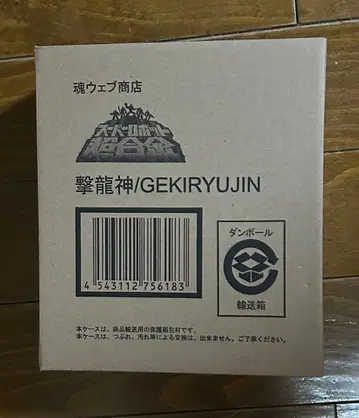 魂ウェブ商店
スーパーロボット
超合金
撃龍神/GEKIRYUJIN
4 543112 756183
ダンボール
輸送箱
本ケースは、商品輸送用の保護箱包材です。
本ケースは、つぶれ、汚れ等による交換は、出来ません。ご了承ください。